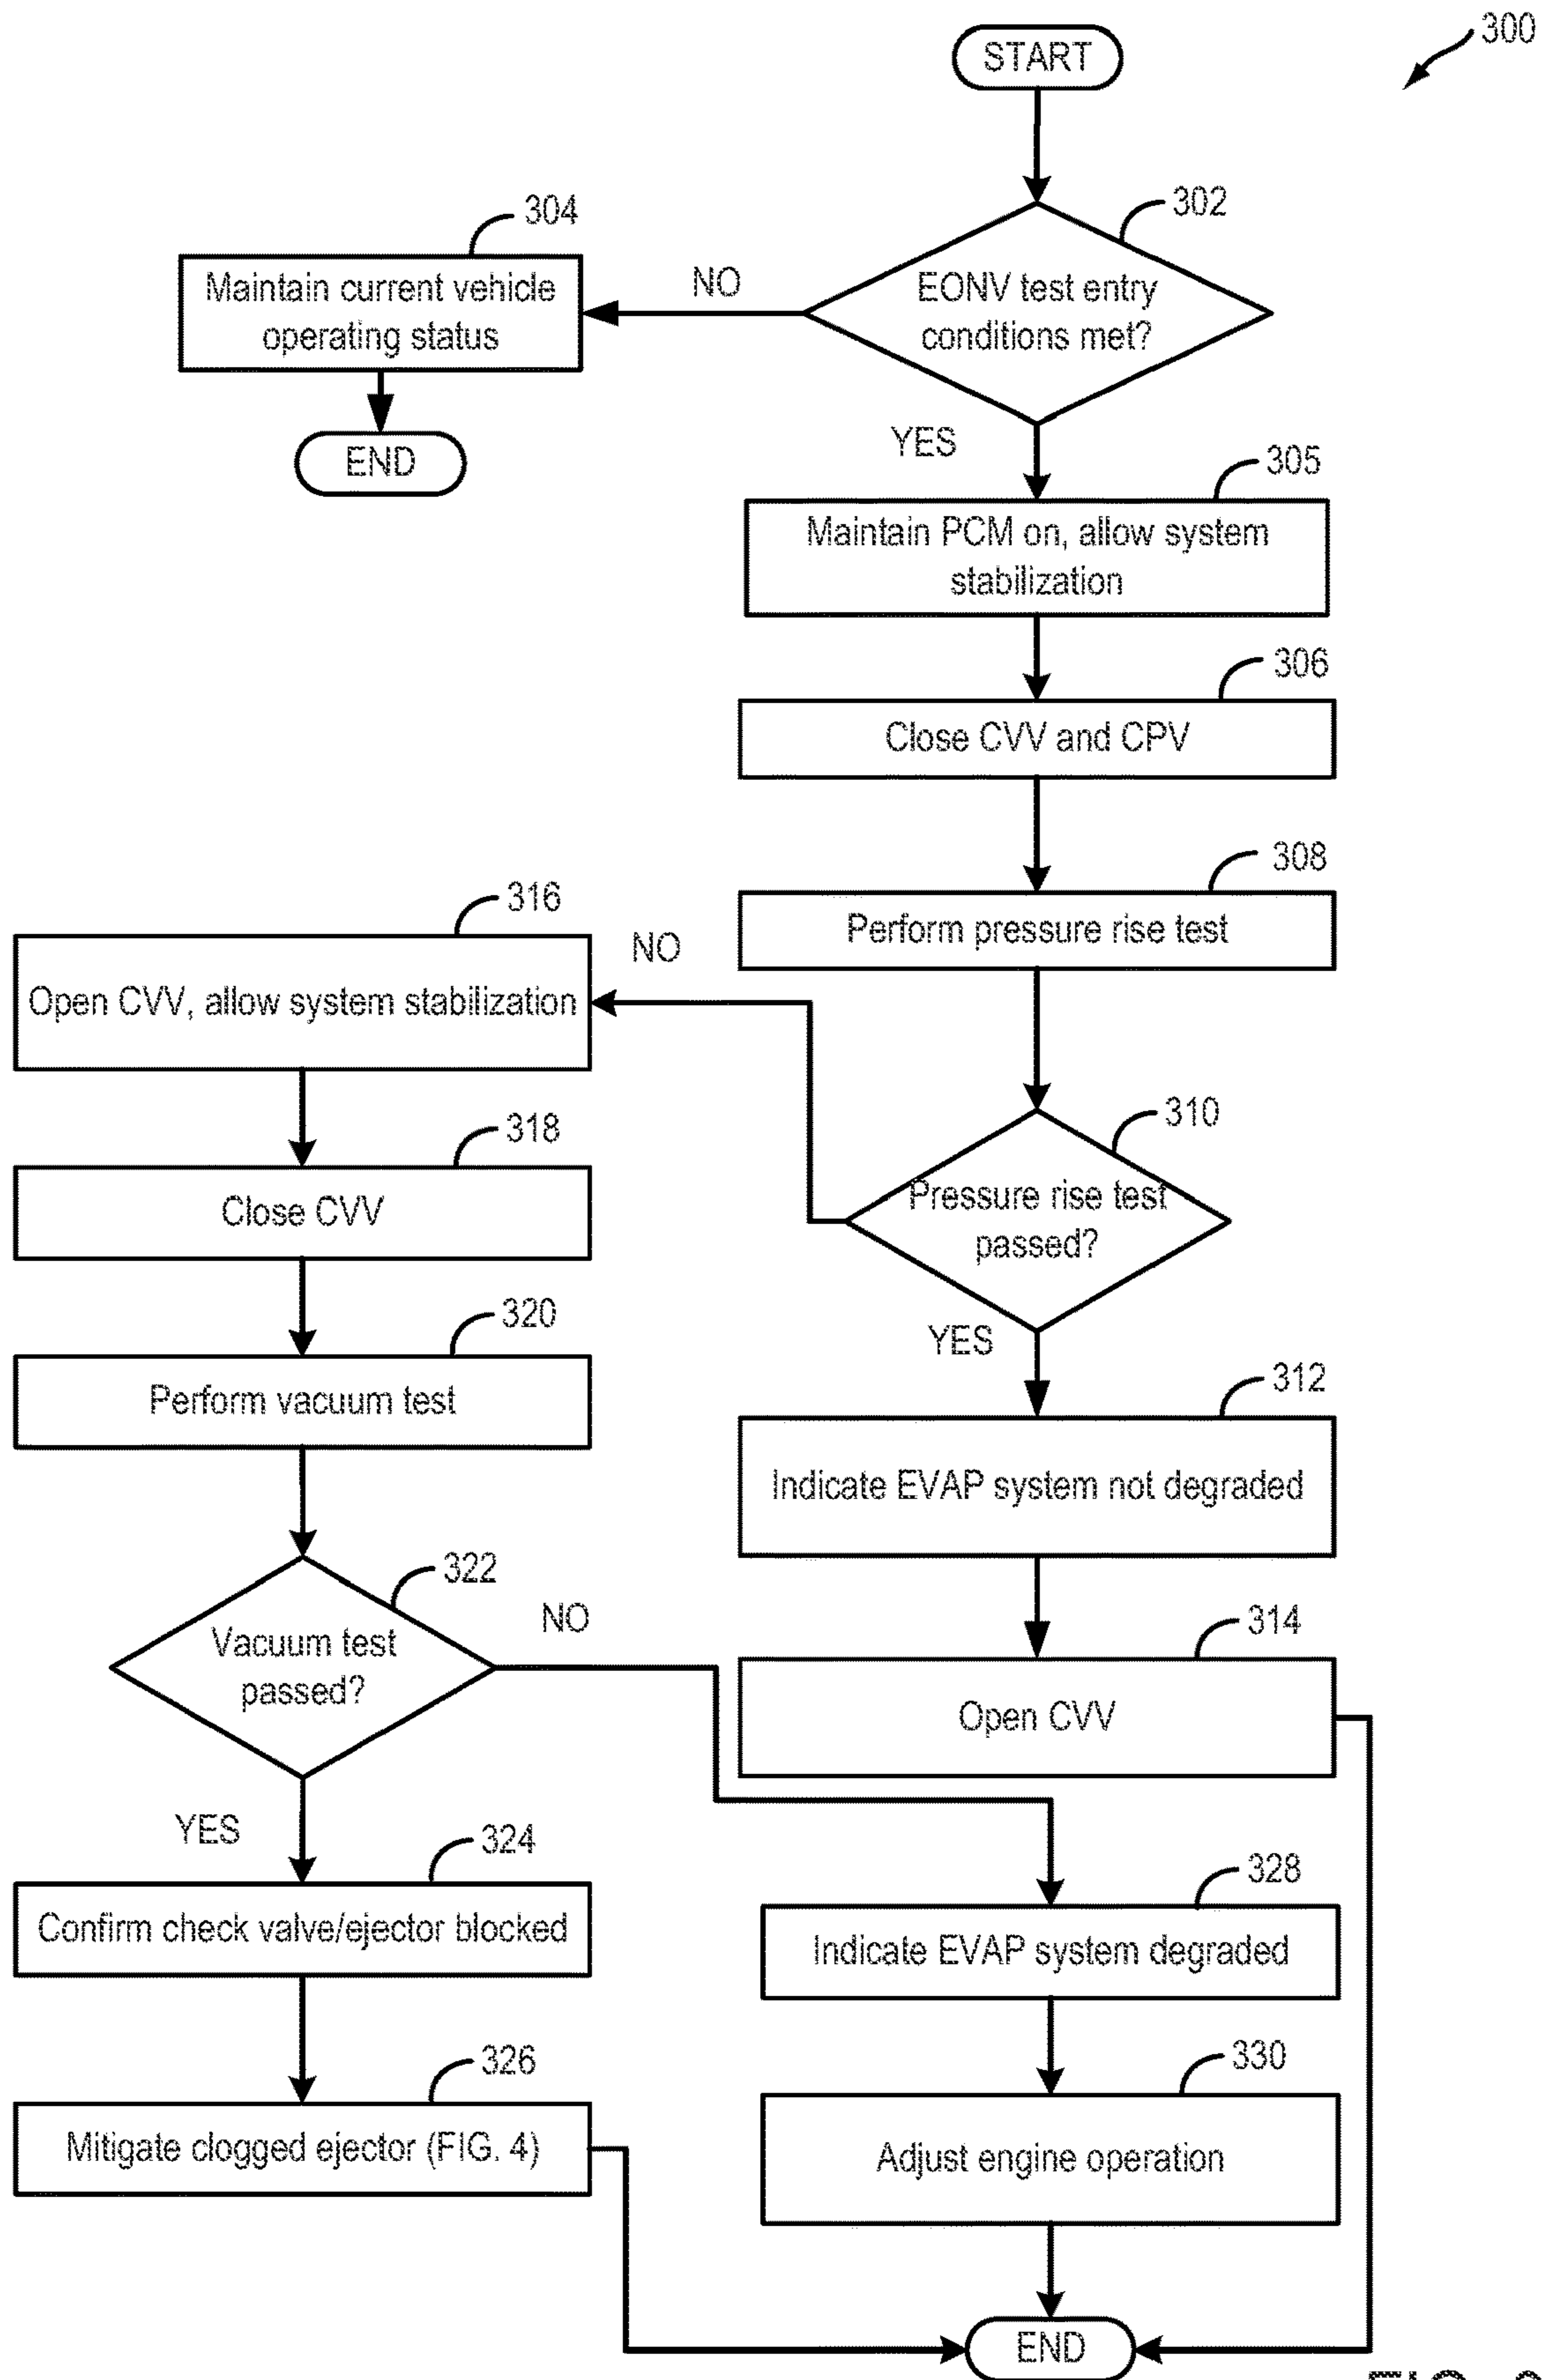 300
START
302
EONV test entry
conditions met?
NO
304
Maintain current vehicle
operating status
END
YES
305
Maintain PCM on, allow system
stabilization
306
Close CVV and CPV
308
Perform pressure rise test
310
Pressure rise test
passed?
NO
316
Open CVV, allow system stabilization
318
Close CVV
320
Perform vacuum test
YES
312
Indicate EVAP system not degraded
314
Open CVV
322
Vacuum test
passed?
NO
YES
324
Confirm check valve/ejector blocked
326
Mitigate clogged ejector (FIG. 4)
328
Indicate EVAP system degraded
330
Adjust engine operation
END